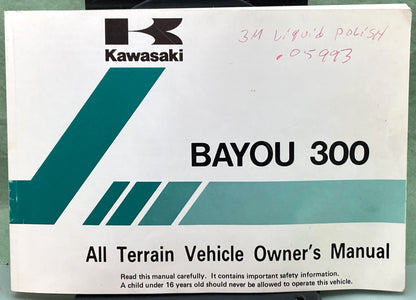 Kawasaki
3M Liquid Polish
.05993
BAYOU 300
All Terrain Vehicle Owner's Manual
Read this manual carefully. It contains important safety information.
A child under 16 years old should never be allowed to operate this vehicle.